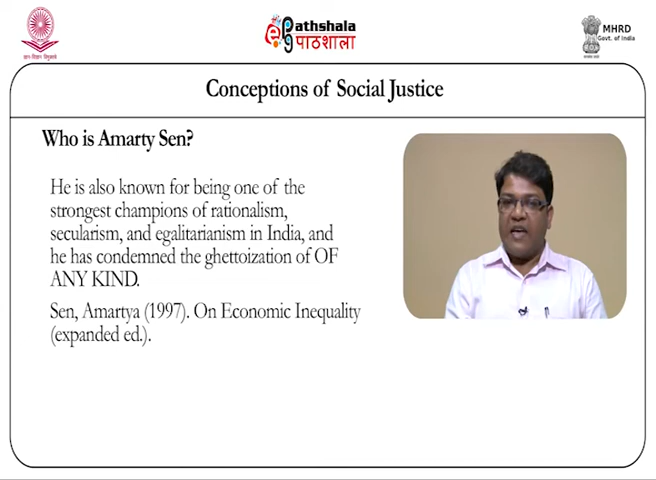 Pathshala
पाठशाला
MHRD
Govt. of India
Conceptions of Social Justice
Who is Amarty Sen?
He is also known for being one of the
strongest champions of rationalism,
secularism, and egalitarianism in India, and
he has condemned the ghettoization of OF
ANY KIND.
Sen, Amartya (1997). On Economic Inequality
(expanded ed.).